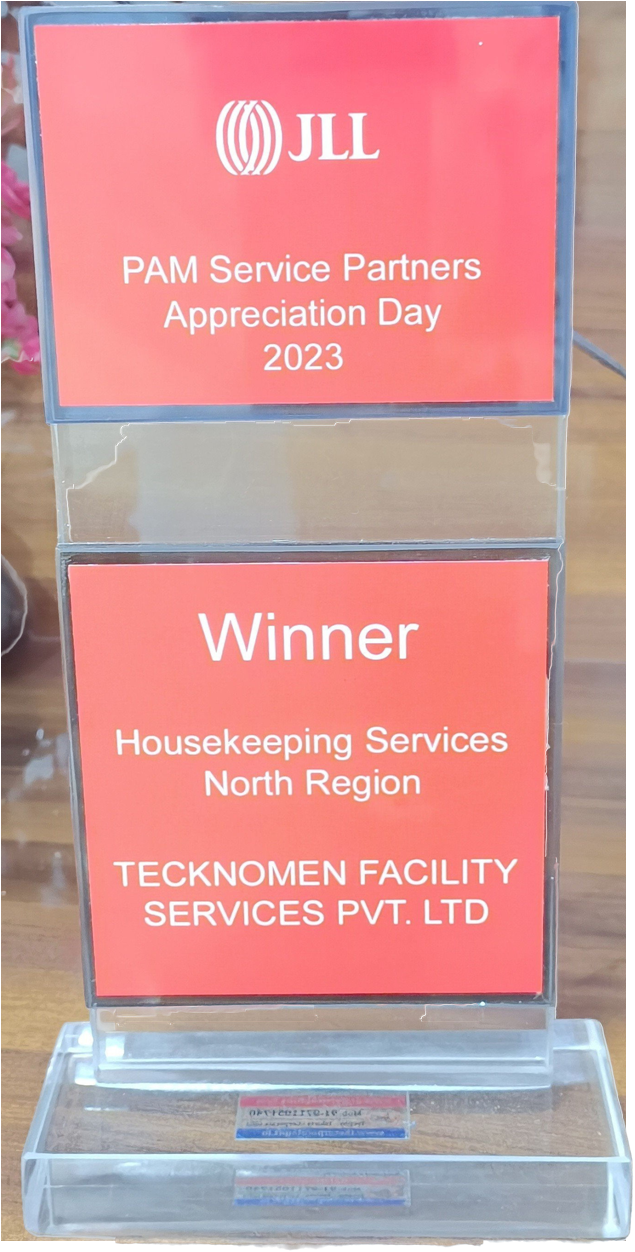 JLL
PAM Service Partners
Appreciation Day
2023
Winner
Housekeeping Services
North Region
TECKNOMEN FACILITY
SERVICES PVT. LTD